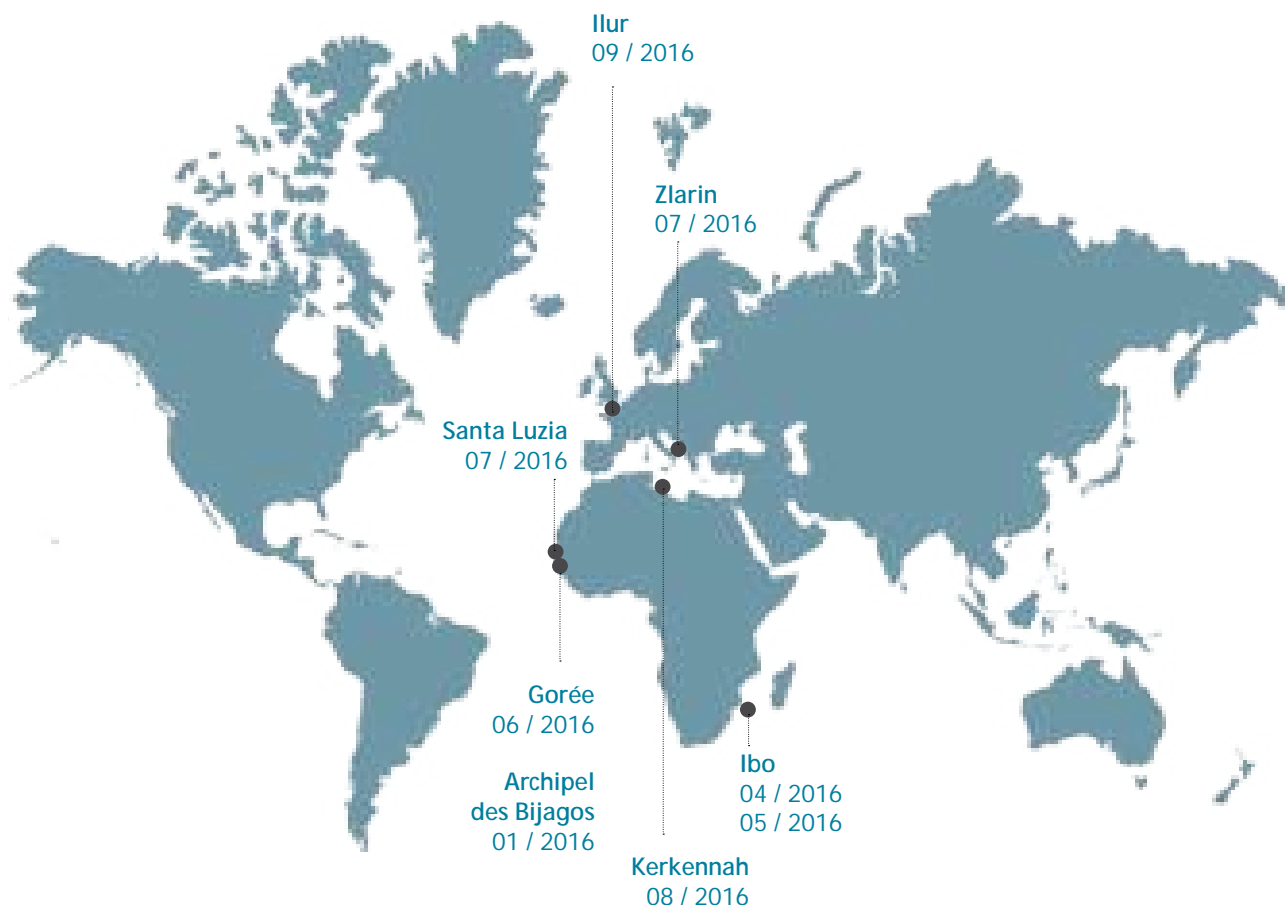 Ilur
09 / 2016
Zlarin
07 / 2016
Santa Luzia
07 / 2016
Gorée
06 / 2016
Archipel
des Bijagos
01 / 2016
Ibo
04 / 2016
05 / 2016
Kerkennah
08 / 2016